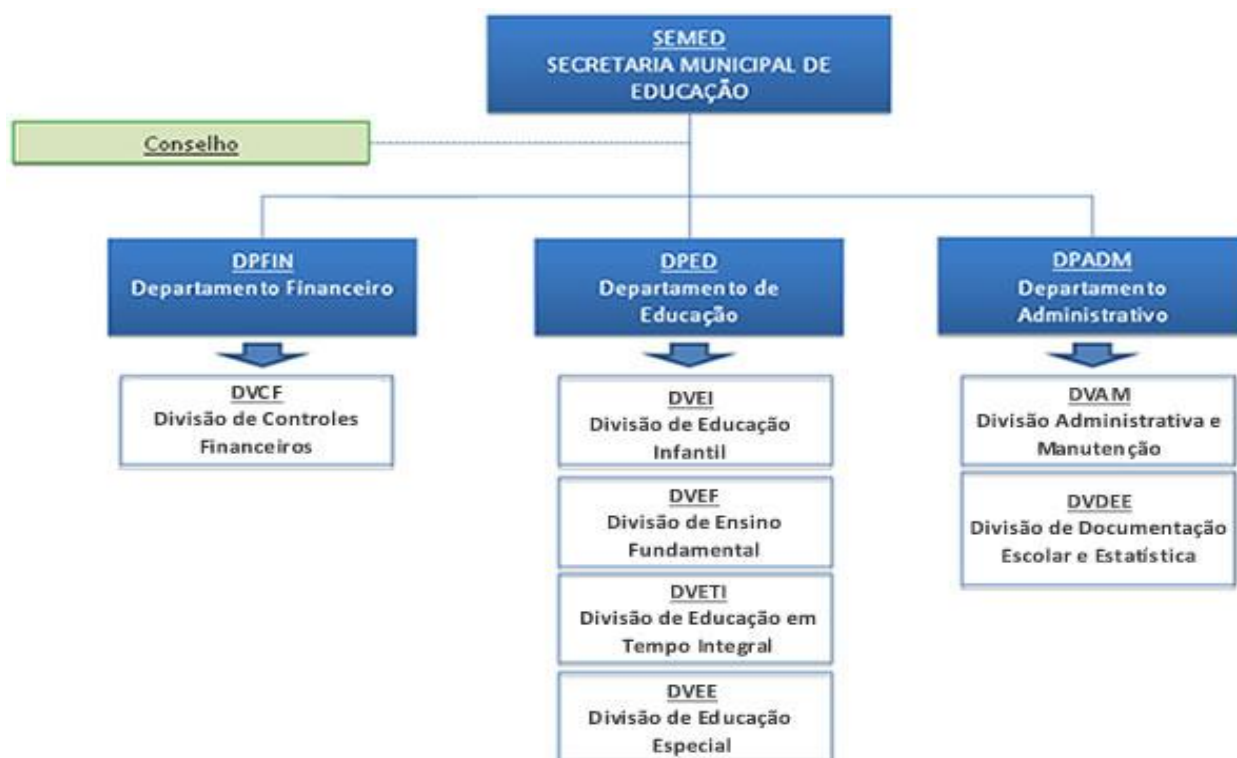 SEMED
SECRETARIA MUNICIPAL DE
EDUCAÇÃO
Conselho
DPFIN
Departamento Financeiro
DPED
Departamento de
Educação
DPADM
Departamento
Administrativo
DVCF
Divisão de Controles
Financeiros
DVEI
Divisão de Educação
Infantil
DVEF
Divisão de Ensino
Fundamental
DVETI
Divisão de Educação em
Tempo Integral
DVEE
Divisão de Educação
Especial
DVAM
Divisão Administrativa e
Manutenção
DVDEE
Divisão de Documentação
Escolar e Estatística